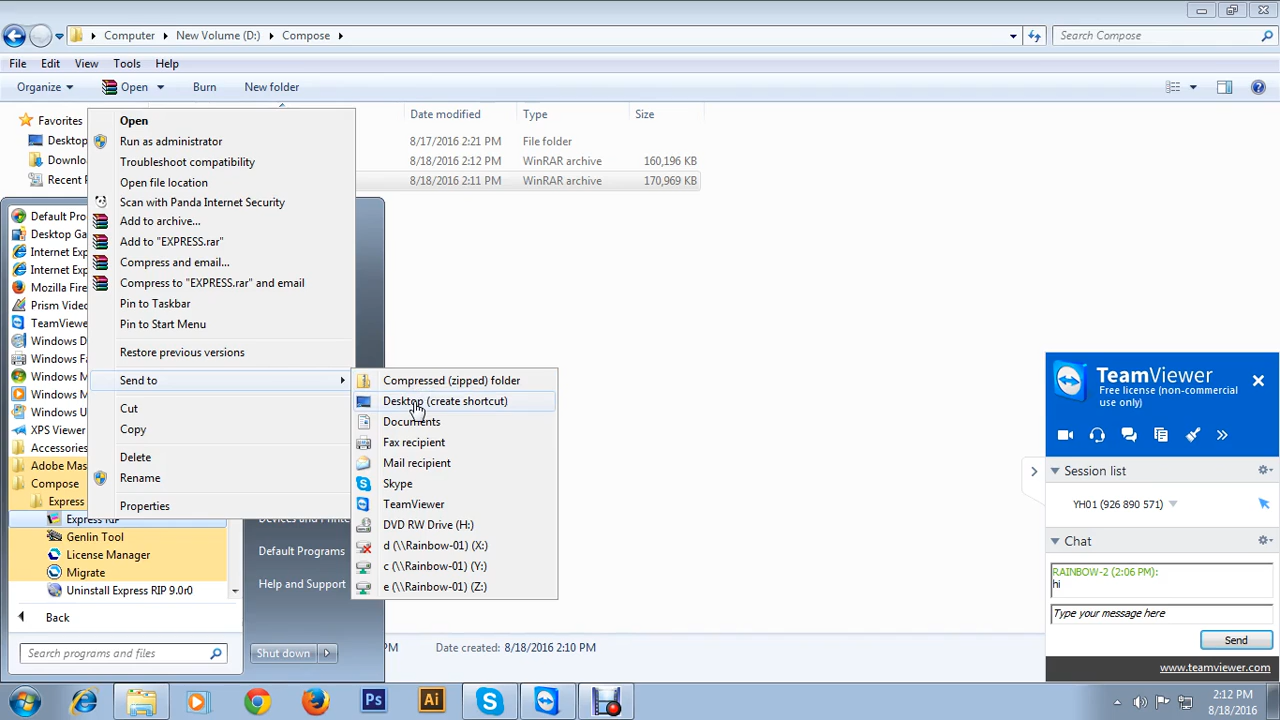 Computer
New Volume (D:)
Compose
Search Compose
File
Edit
View
Tools
Help
Organize
Open
Burn
New folder
Favorites
Date modified
Type
Size
Desktop
8/17/2016 2:21 PM
File folder
8/18/2016 2:12 PM
WinRAR archive
160,196 KB
Recent
8/18/2016 2:11 PM
WinRAR archive
170,969 KB
Open
Run as administrator
Troubleshoot compatibility
Open file location
Scan with Panda Internet Security
Add to archive...
Add to "EXPRESS.rar"
Compress and email...
Compress to "EXPRESS.rar" and email
Pin to Taskbar
Pin to Start Menu
Restore previous versions
Send to
Cut
Copy
Delete
Rename
Properties
Compressed (zipped) folder
Desktop (create shortcut)
Documents
Fax recipient
Mail recipient
Skype
TeamViewer
DVD RW Drive (H:)
d (\\Rainbow-01) (X:)
c (\\Rainbow-01) (Y:)
e (\\Rainbow-01) (Z:)
Default Pro
Desktop Ga
Internet Exp
Internet Exp
Mozilla Firef
Prism Video
TeamViewer
Windows D
Windows Fa
Windows M
Windows M
Windows U
XPS Viewer
Accessories
Adobe Mas
Compose
Express
Express RIP
Genlin Tool
License Manager
Migrate
Uninstall Express RIP 9.0r0
Back
Search programs and files
Default Programs
Help and Support
Shut down
PM
Date created: 8/18/2016 2:10 PM
TeamViewer
Free license (non-commercial
use only)
Session list
YH01 (926 890 571)
Chat
RAINBOW-2 (2:06 PM):
hi
Type your message here
Send
www.teamviewer.com
Ps
Ai
2:12 PM
8/18/2016